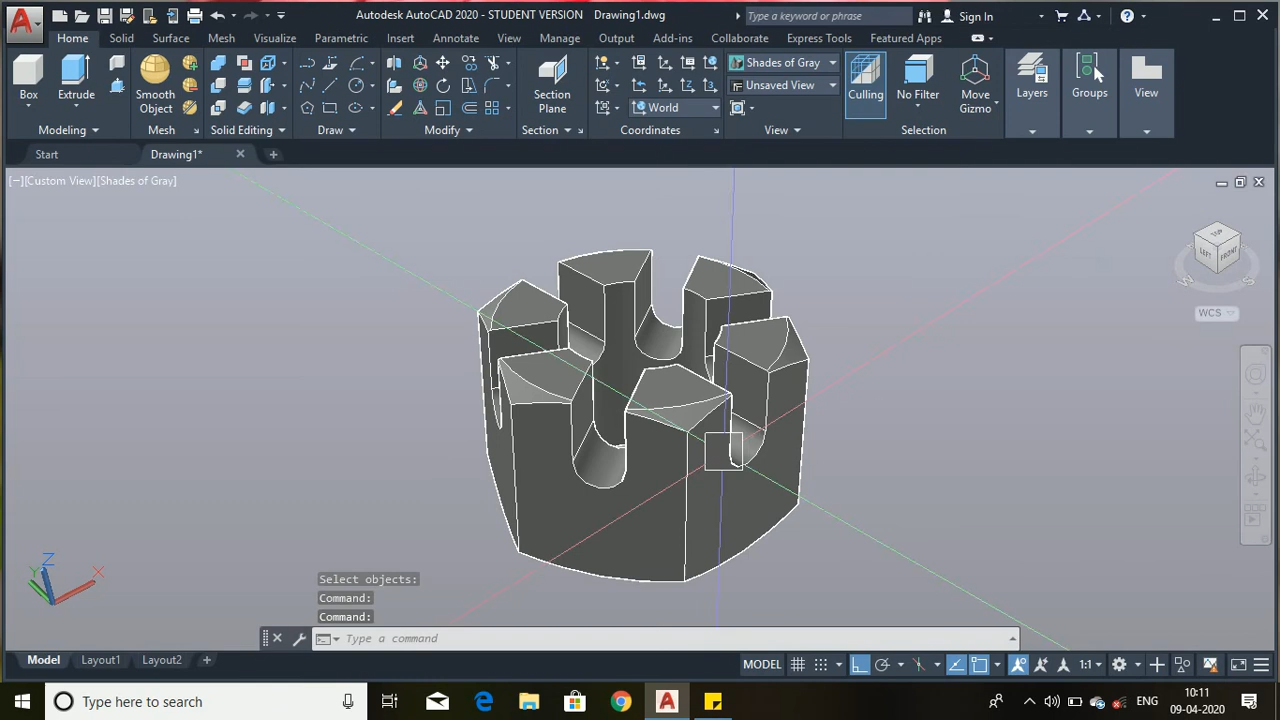 Autodesk AutoCAD 2020 - STUDENT VERSION Drawing1.dwg
Type a keyword or phrase
Sign In
Home Solid Surface Mesh Visualize Parametric Insert Annotate View Manage Output Add-ins Collaborate Express Tools Featured Apps
Box
Extrude
Smooth
Object
Section
Plane
World
Shades of Gray
Unsaved View
Culling
No Filter
Move
Gizmo
Layers
Groups
View
Modeling
Mesh
Solid Editing
Draw
Modify
Section
Coordinates
View
Selection
Start
Drawing1*
[−][Custom View][Shades of Gray]
TOP
LEFT
FRONT
W
S
WCS
Z
Y
X
Select objects:
Command:
Command:
Type a command
Model Layout1 Layout2
MODEL
1:1
Type here to search
ENG
10:11
09-04-2020